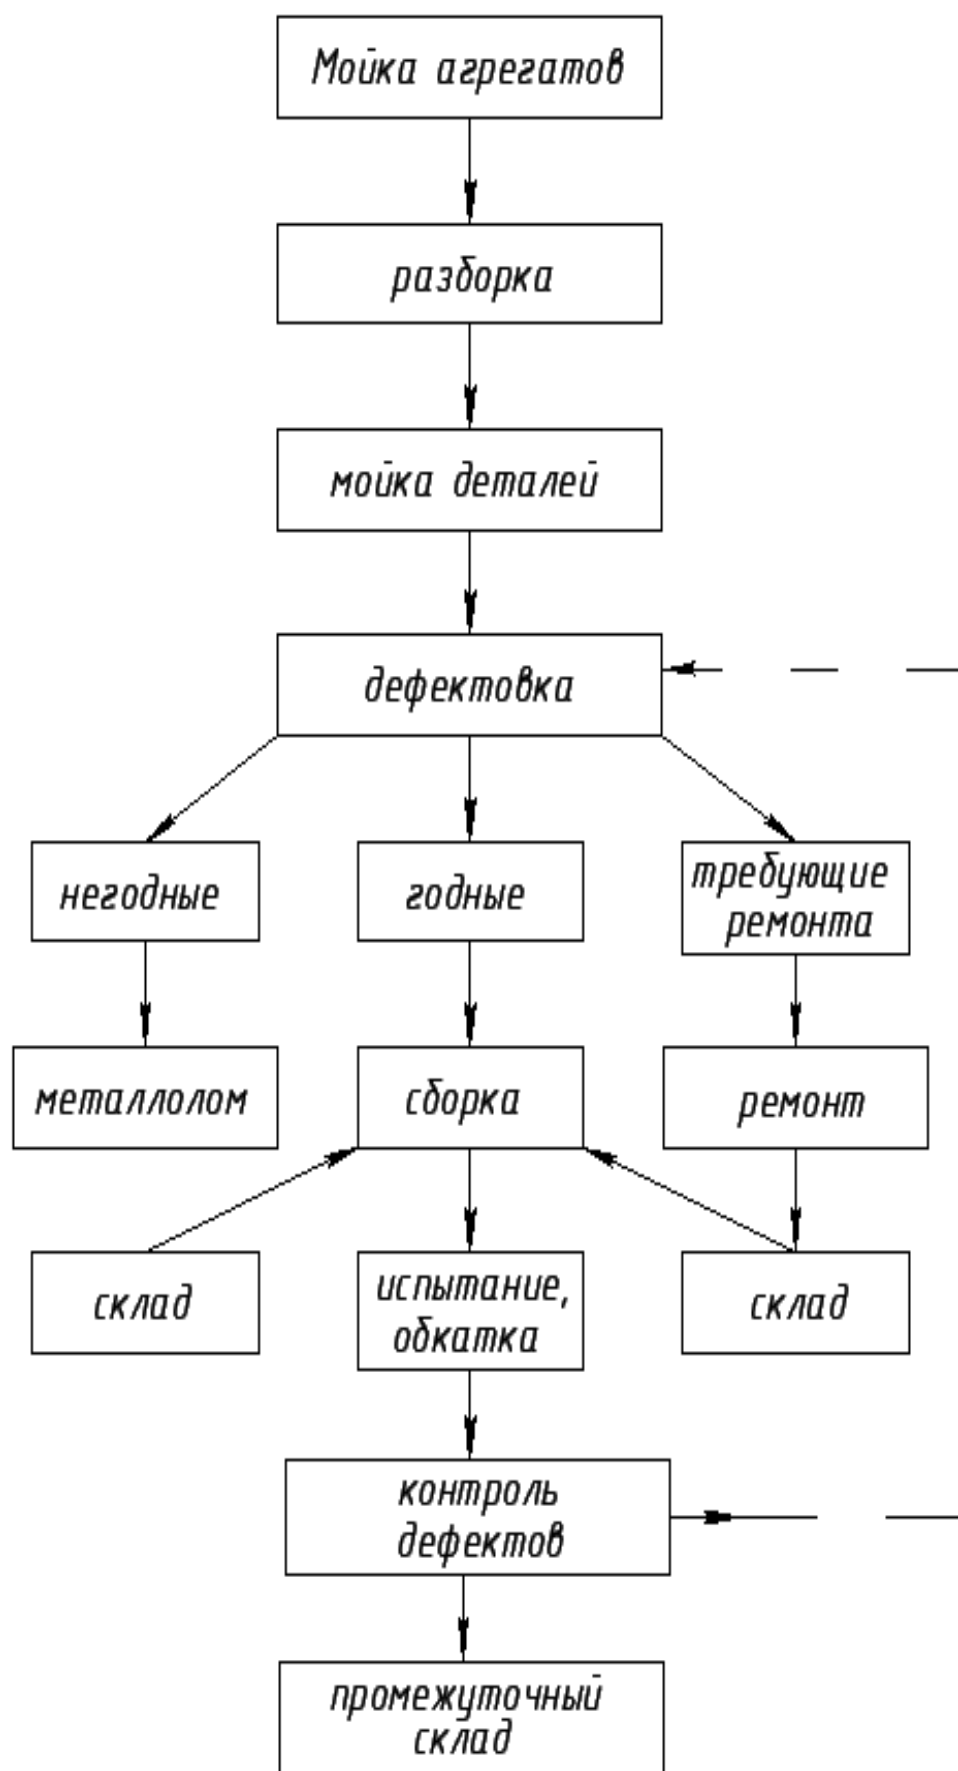 Мойка агрегатов
разборка
мойка деталей
дефектовка
негодные
годные
требующие
ремонта
металлолом
сборка
ремонт
склад
испытание,
обкатка
склад
контроль
дефектов
промежуточный
склад